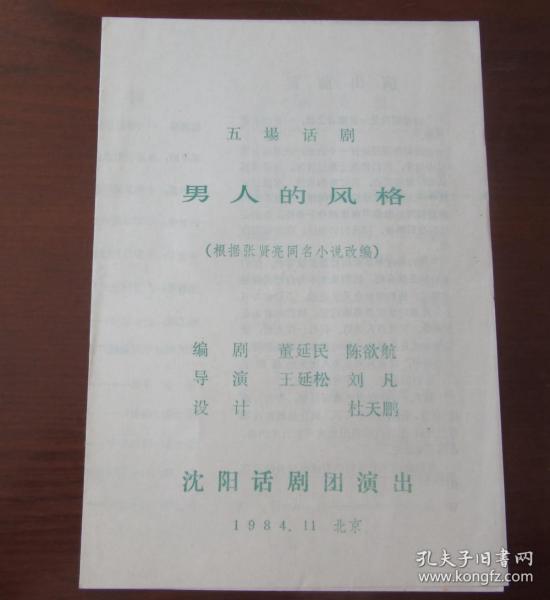 五場话剧
男人的风格
（根据张贤亮同名小说改编）
编剧 董延民 陈欲航
导演 王延松 刘凡
设计 杜天鹏
沈阳话剧团演出
1984.11 北京
孔夫子旧书网
www.kongfz.com